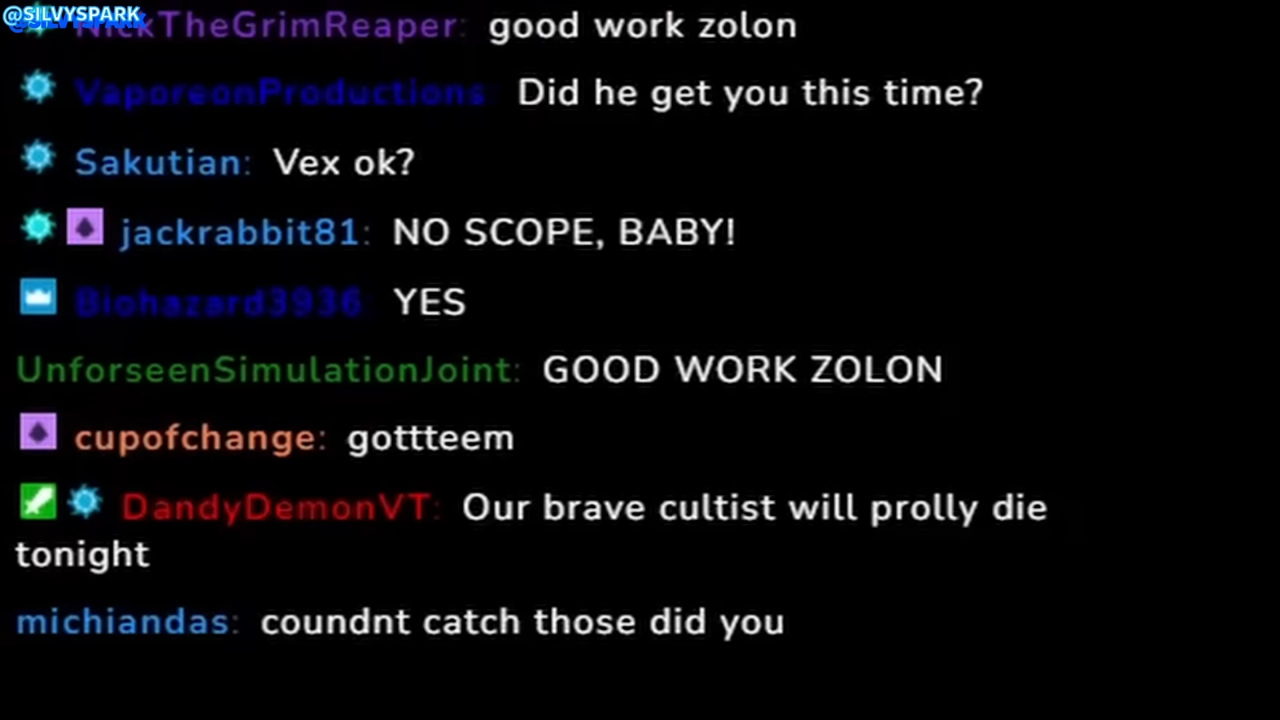 @SILVYSPARK
NickTheGrimReaper: good work zolon
VaporeonProductions: Did he get you this time?
Sakutian: Vex ok?
jackrabbit81: NO SCOPE, BABY!
Biohazard3936: YES
UnforseenSimulationJoint: GOOD WORK ZOLON
cupofchange: gottteem
DandyDemonVT: Our brave cultist will prolly die
tonight
michiandas: coundnt catch those did you